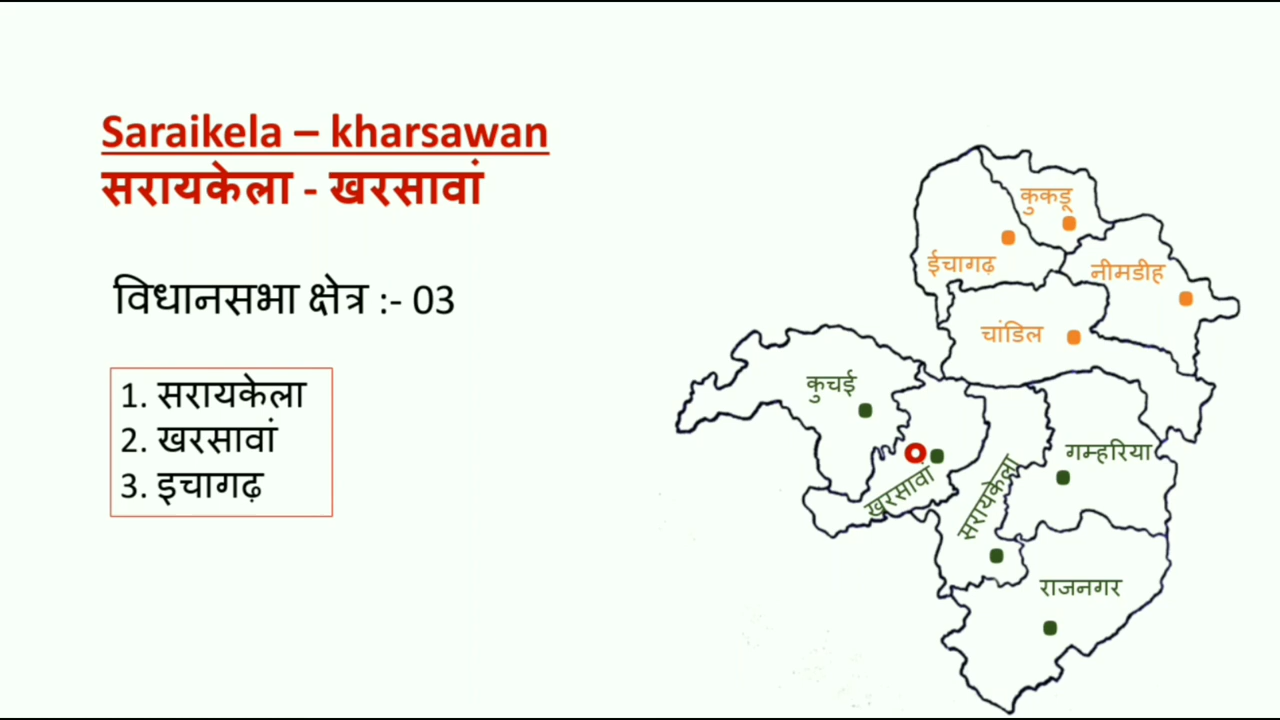 Saraikela – kharsawan
सरायकेला - खरसावां
विधानसभा क्षेत्र :- 03
1. सरायकेला
2. खरसावां
3. इचागढ़
कुकडू
ईचागढ़
नीमडीह
चांडिल
कुचई
गम्हरिया
खरसावां
सरायकेला
राजनगर